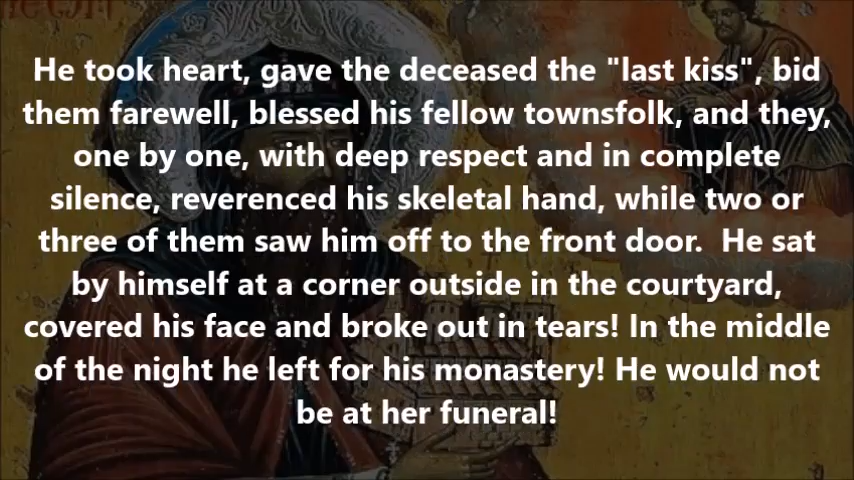 He took heart, gave the deceased the "last kiss", bid
them farewell, blessed his fellow townsfolk, and they,
one by one, with deep respect and in complete
silence, reverenced his skeletal hand, while two or
three of them saw him off to the front door.  He sat
by himself at a corner outside in the courtyard,
covered his face and broke out in tears! In the middle
of the night he left for his monastery! He would not
be at her funeral!